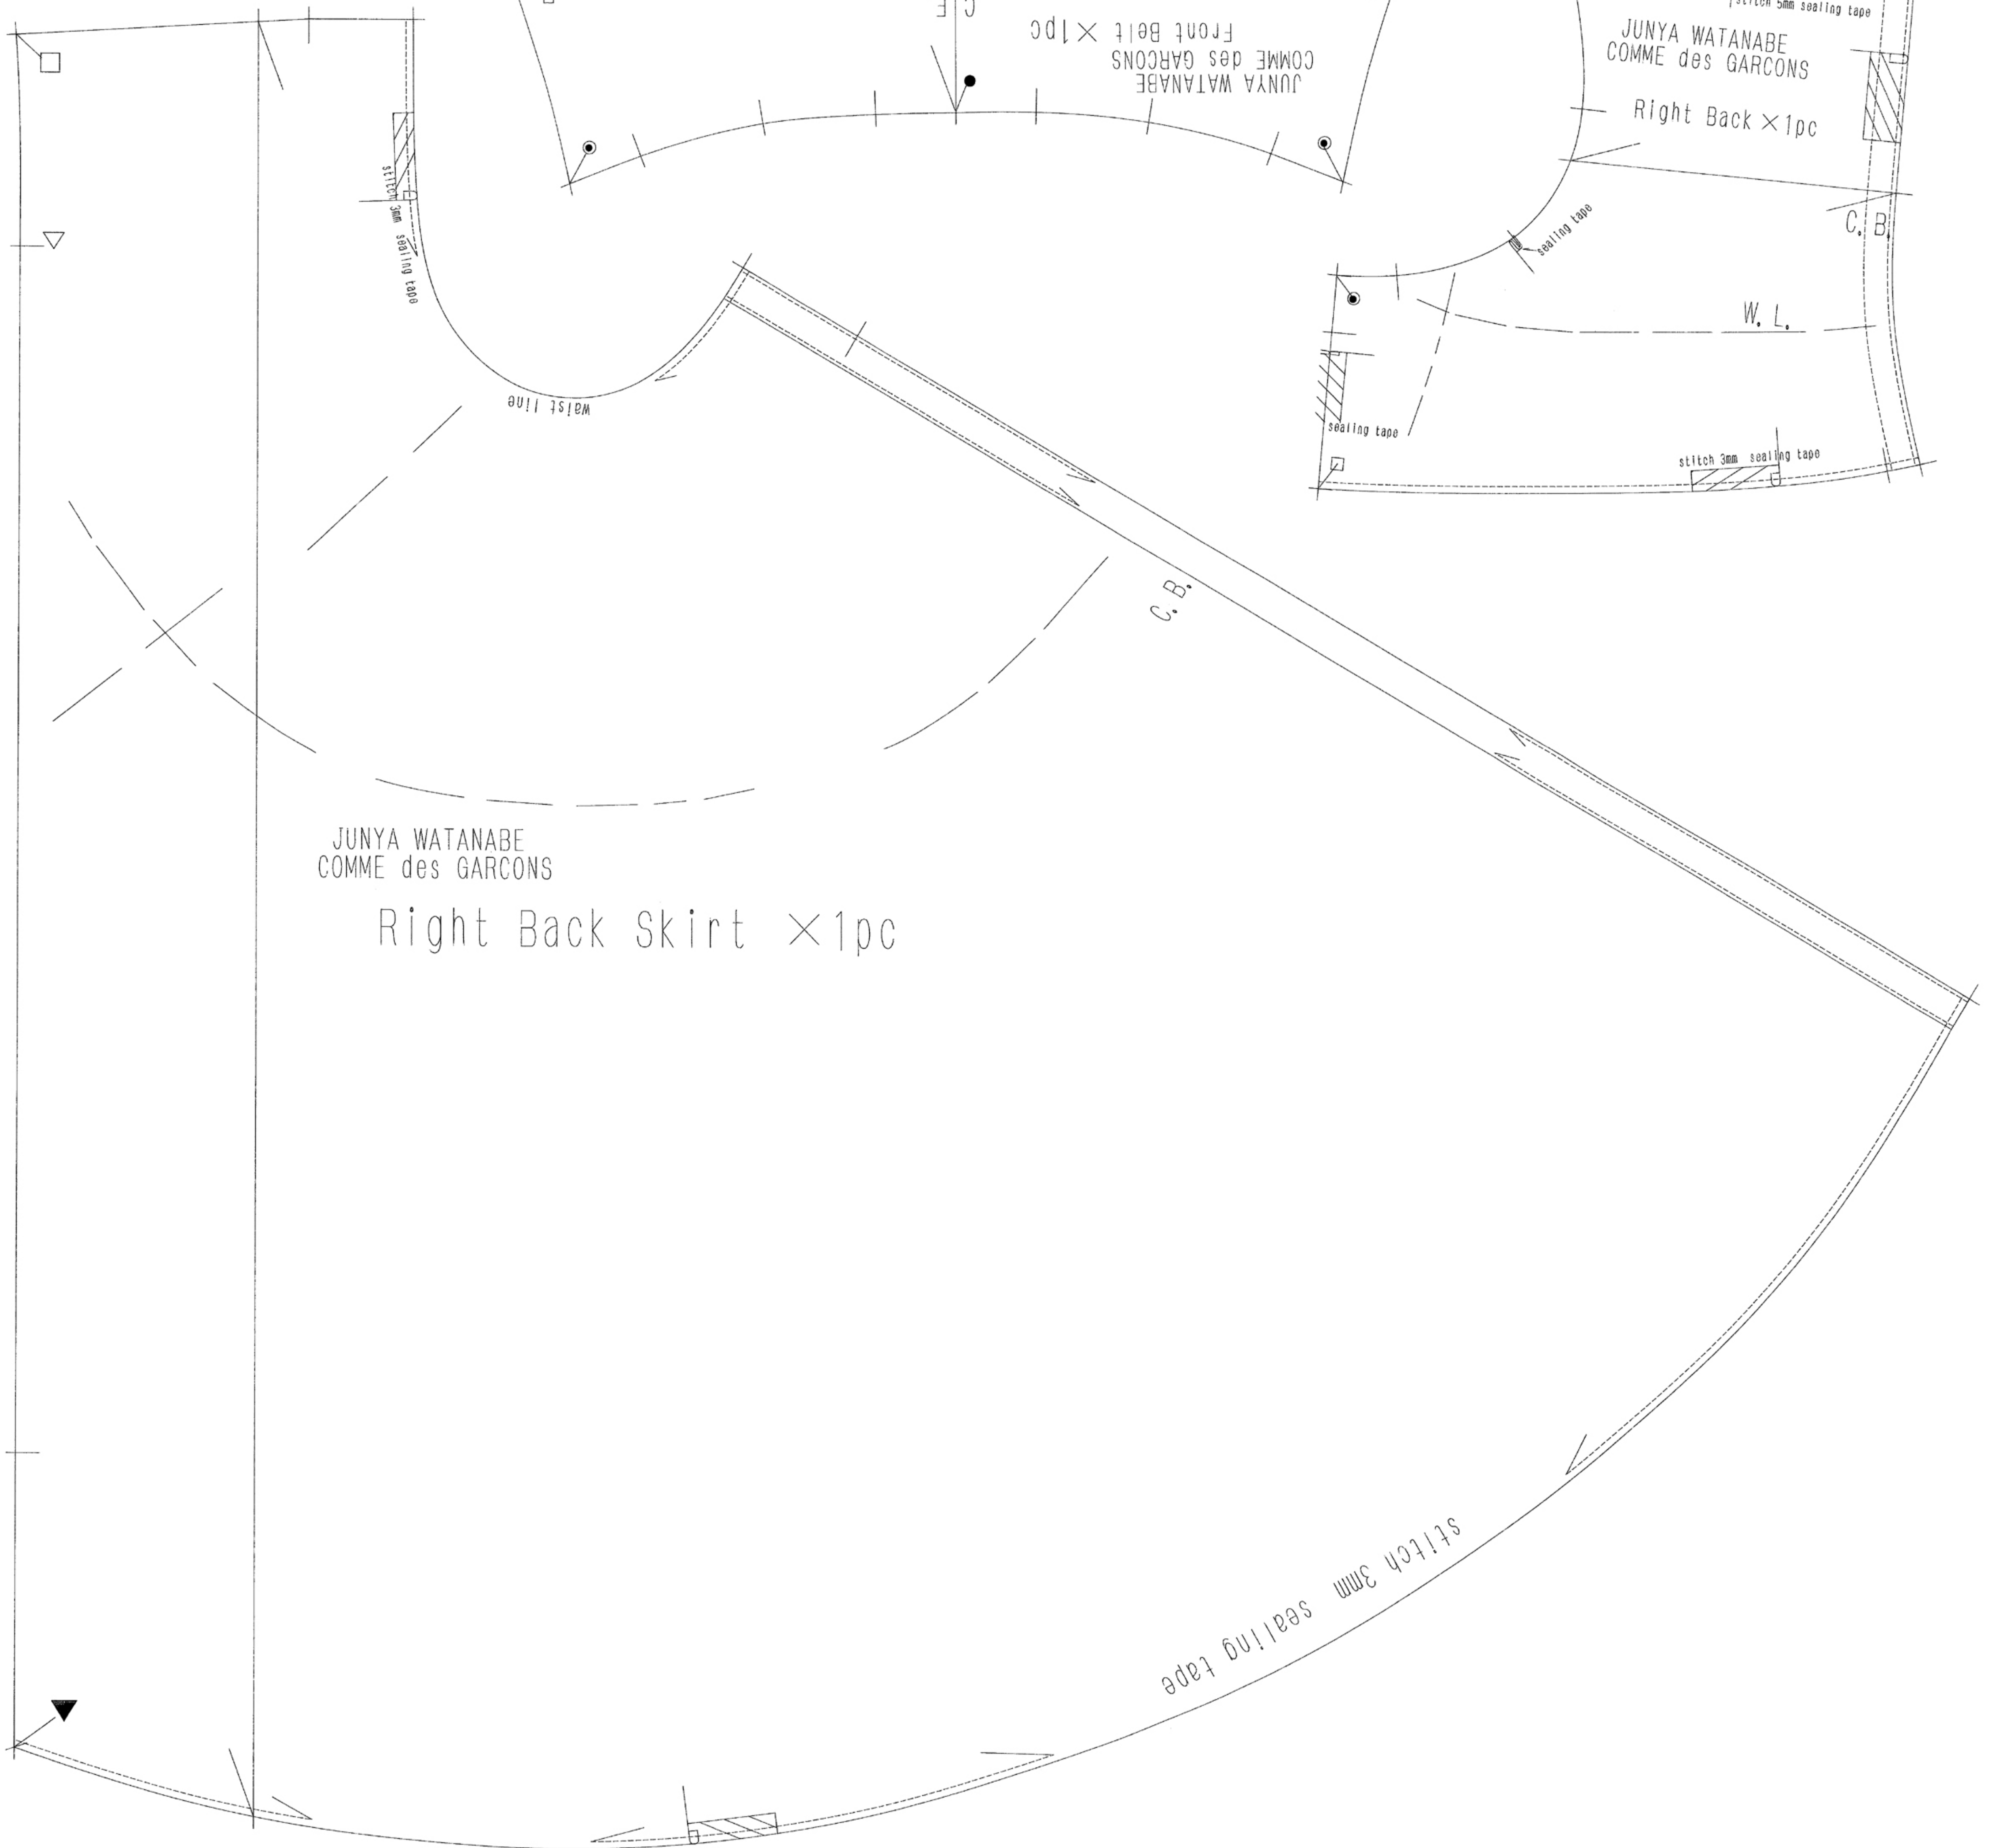 C.F
Front Belt ×1pc
COMME des GARCONS
JUNYA WATANABE
stitch 5mm sealing tape
JUNYA WATANABE
COMME des GARCONS
Right Back ×1pc
C. B.
sealing tape
W. L.
sealing tape
stitch 3mm sealing tape
stitch 3mm sealing tape
waist line
C. B.
JUNYA WATANABE
COMME des GARCONS
Right Back Skirt ×1pc
stitch 3mm sealing tape